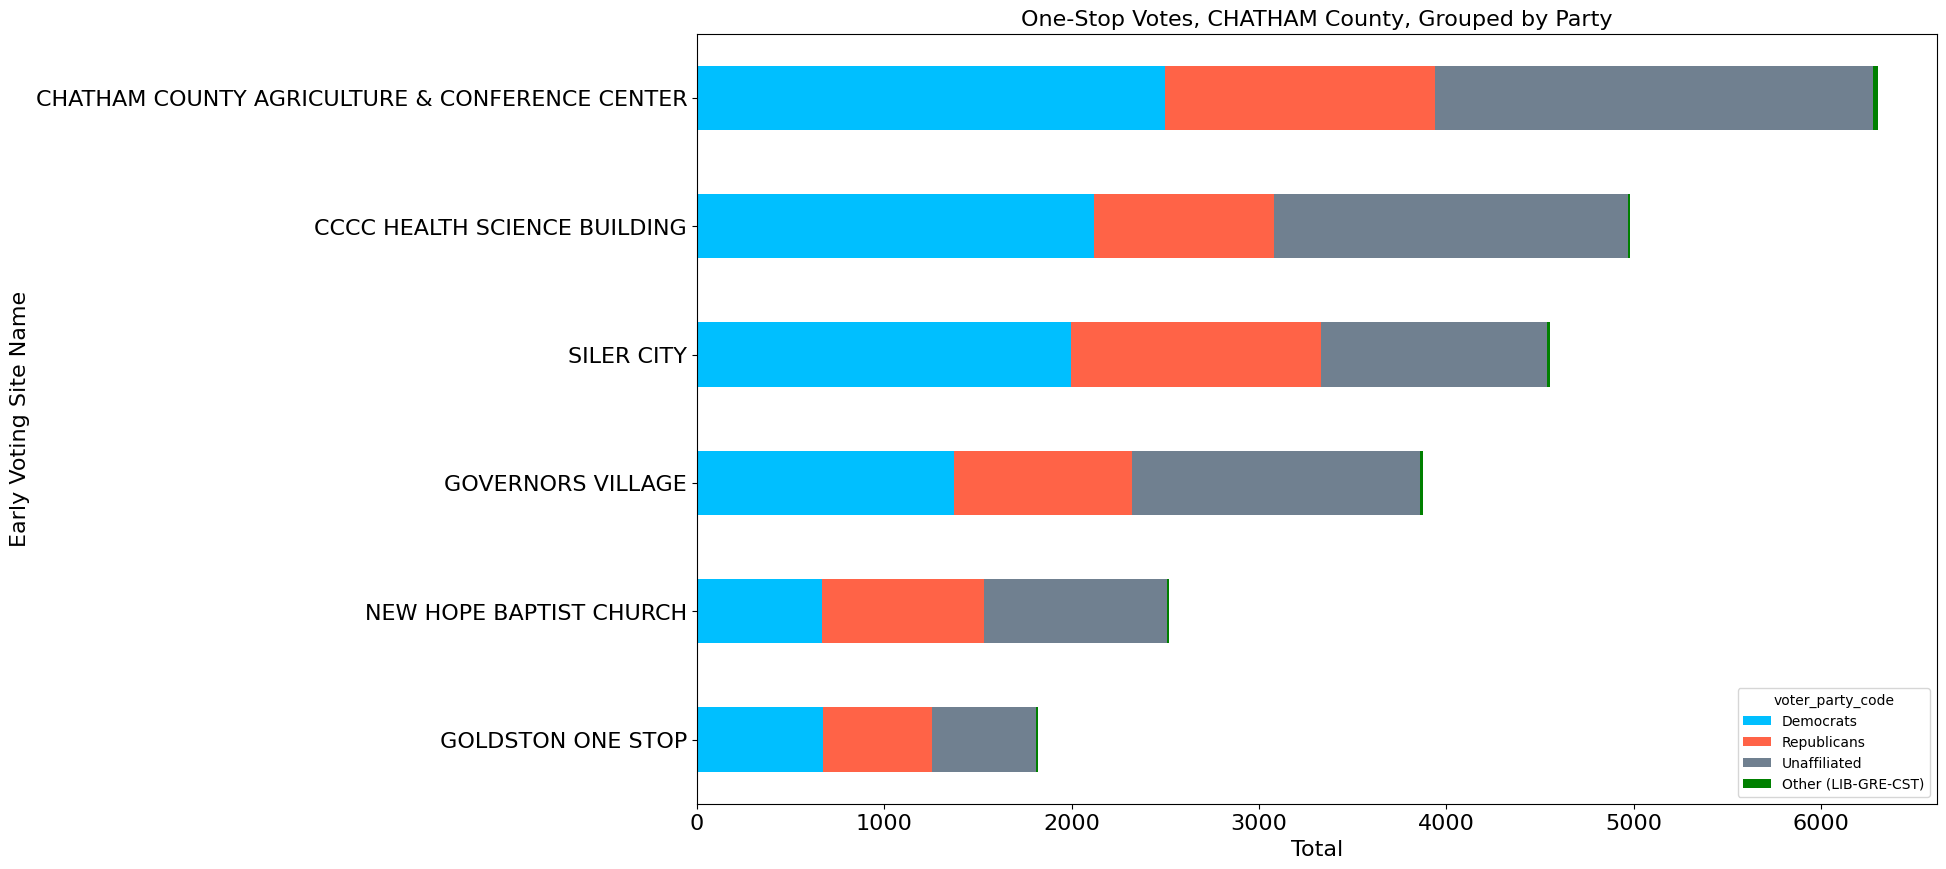 One-Stop Votes, CHATHAM County, Grouped by Party
Early Voting Site Name
CHATHAM COUNTY AGRICULTURE & CONFERENCE CENTER
CCCC HEALTH SCIENCE BUILDING
SILER CITY
GOVERNORS VILLAGE
NEW HOPE BAPTIST CHURCH
GOLDSTON ONE STOP
voter_party_code
Democrats
Republicans
Unaffiliated
Other (LIB-GRE-CST)
0 1000 2000 3000 4000 5000 6000
Total